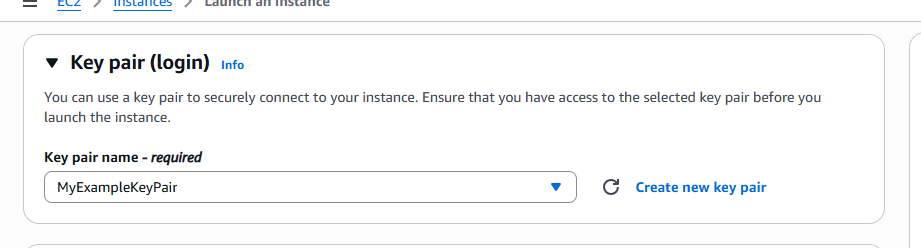 EC2 > Instances > Launch an instance
Key pair (login) Info
You can use a key pair to securely connect to your instance. Ensure that you have access to the selected key pair before you
launch the instance.
Key pair name - required
MyExampleKeyPair
Create new key pair